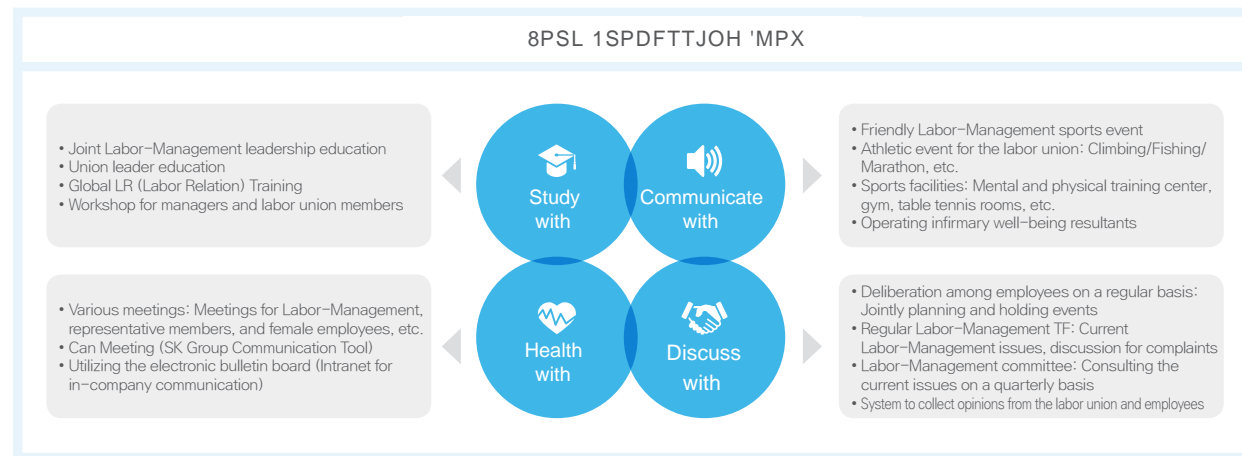 8PSL 1SPDFTTJOH 'MPX
• Joint Labor-Management leadership education
• Union leader education
• Global LR (Labor Relation) Training
• Workshop for managers and labor union members
Study
with
Communicate
with
• Friendly Labor-Management sports event
• Athletic event for the labor union: Climbing/Fishing/
Marathon, etc.
• Sports facilities: Mental and physical training center,
gym, table tennis rooms, etc.
• Operating infirmary well-being resultants
• Various meetings: Meetings for Labor-Management,
representative members, and female employees, etc.
• Can Meeting (SK Group Communication Tool)
• Utilizing the electronic bulletin board (Intranet for
in-company communication)
Health
with
Discuss
with
• Deliberation among employees on a regular basis:
Jointly planning and holding events
• Regular Labor-Management TF: Current
Labor-Management issues, discussion for complaints
• Labor-Management committee: Consulting the
current issues on a quarterly basis
• System to collect opinions from the labor union and employees